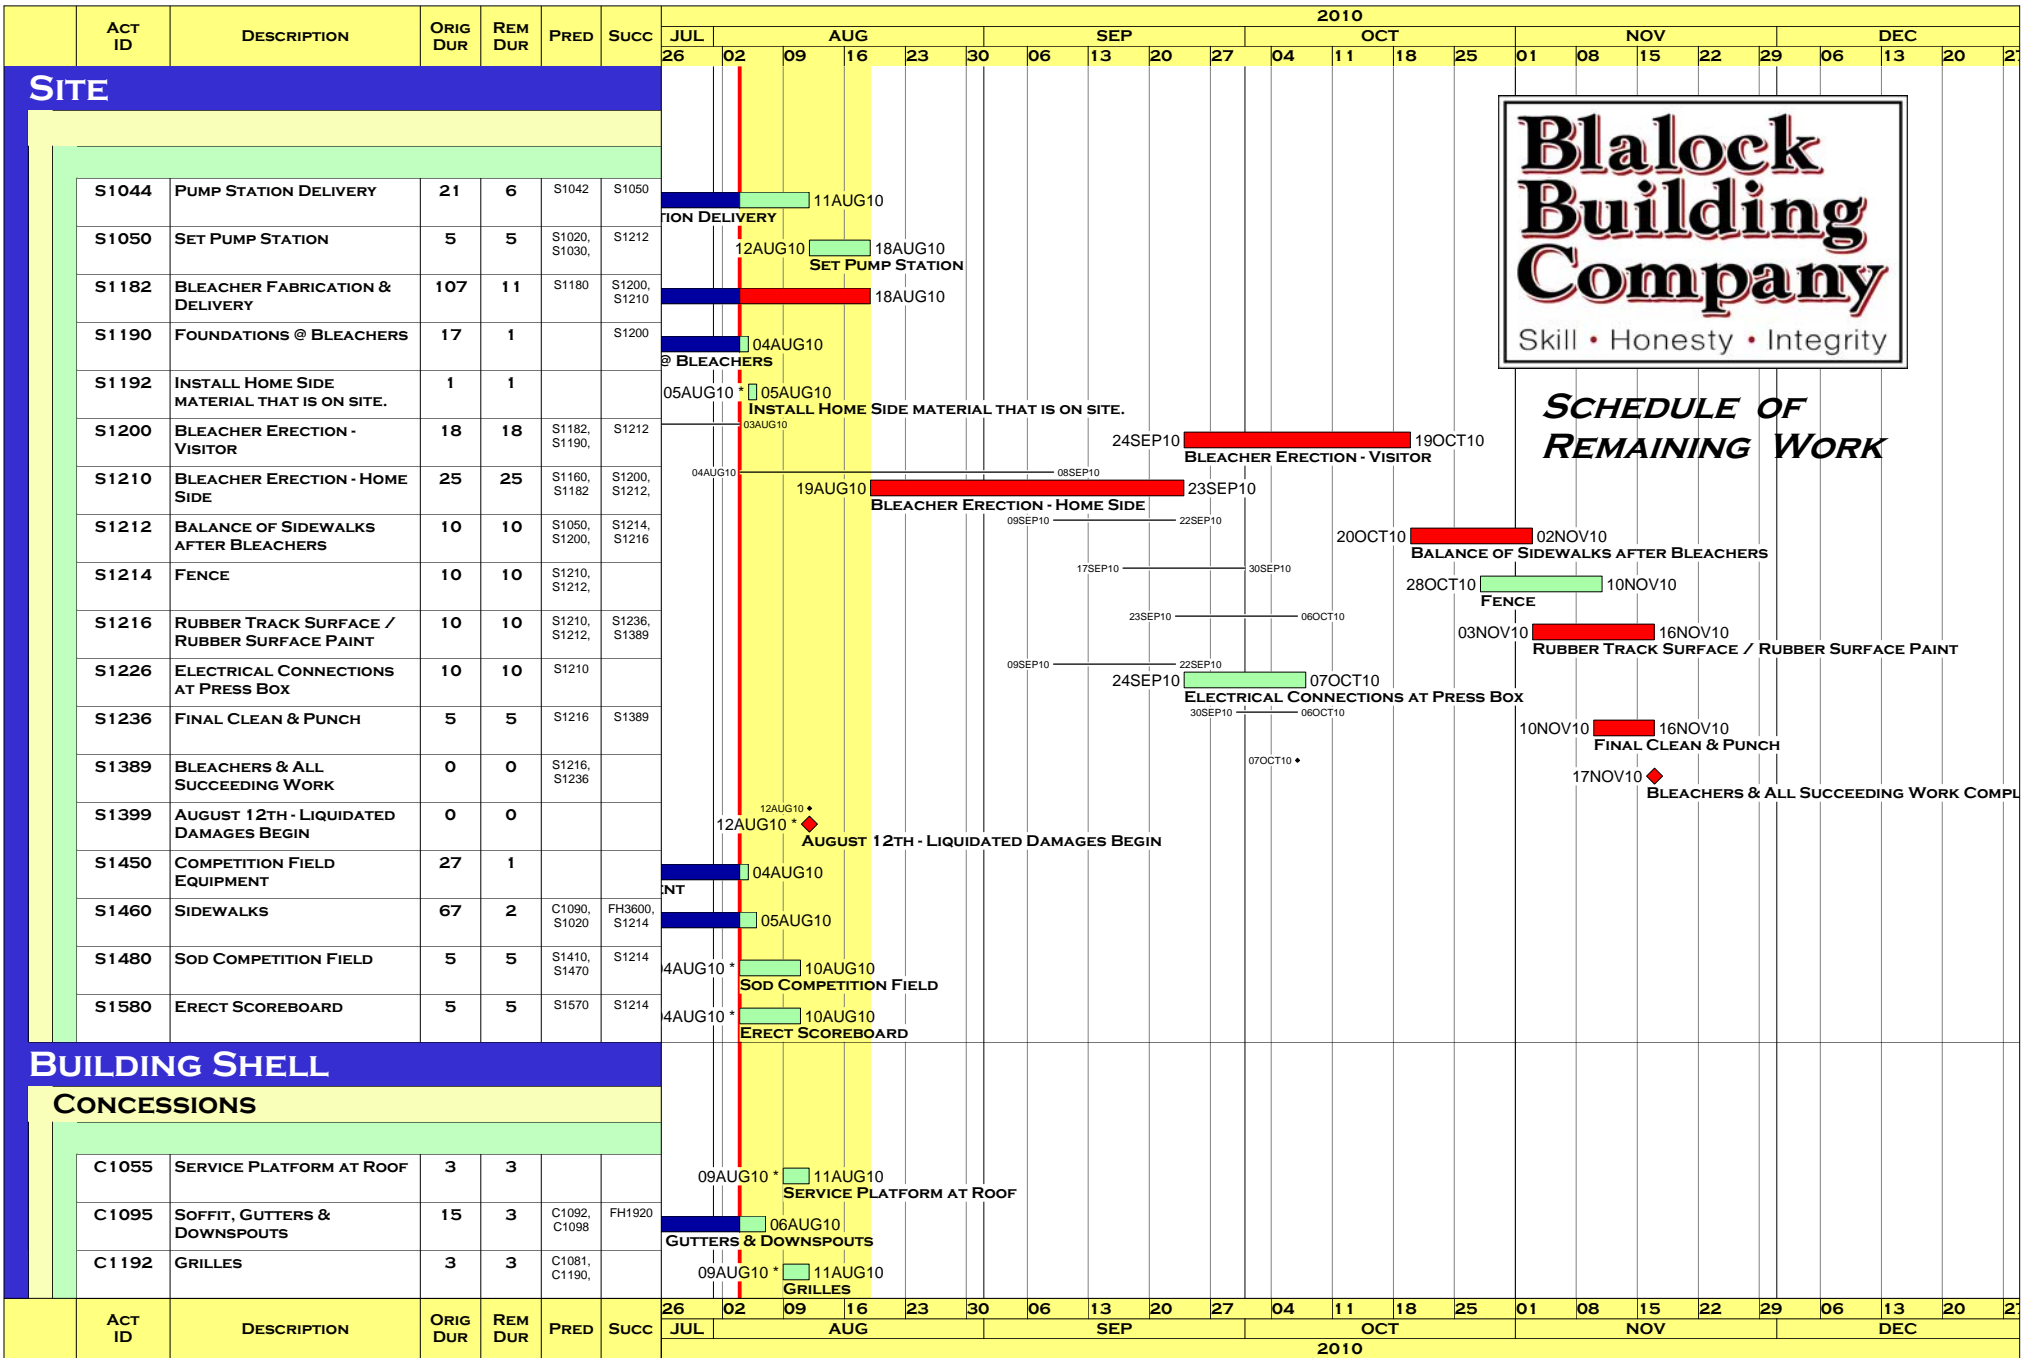 2010
ACT ID DESCRIPTION ORIG DUR REM DUR PRED SUCC JUL AUG SEP OCT NOV DEC
26 02 09 16 23 30 06 13 20 27 04 11 18 25 01 08 15 22 29 06 13 20 27
SITE
Blalock
Building
Company
Skill • Honesty • Integrity
SCHEDULE OF
REMAINING WORK
S1044 PUMP STATION DELIVERY 21 6 S1042 S1050 11AUG10
TION DELIVERY
S1050 SET PUMP STATION 5 5 S1020, S1030, S1212 12AUG10 18AUG10
SET PUMP STATION
S1182 BLEACHER FABRICATION & DELIVERY 107 11 S1180 S1200, S1210 18AUG10
S1190 FOUNDATIONS @ BLEACHERS 17 1 S1200 04AUG10
@ BLEACHERS
S1192 INSTALL HOME SIDE MATERIAL THAT IS ON SITE. 1 1 05AUG10 * 05AUG10
INSTALL HOME SIDE MATERIAL THAT IS ON SITE.
S1200 BLEACHER ERECTION - VISITOR 18 18 S1182, S1190, S1212 03AUG10 24SEP10 19OCT10
BLEACHER ERECTION - VISITOR
S1210 BLEACHER ERECTION - HOME SIDE 25 25 S1160, S1182 S1200, S1212, 04AUG10 08SEP10 19AUG10 23SEP10
BLEACHER ERECTION - HOME SIDE
S1212 BALANCE OF SIDEWALKS AFTER BLEACHERS 10 10 S1050, S1200, S1214, S1216 09SEP10 22SEP10 20OCT10 02NOV10
BALANCE OF SIDEWALKS AFTER BLEACHERS
S1214 FENCE 10 10 S1210, S1212, 17SEP10 30SEP10 28OCT10 10NOV10
FENCE
S1216 RUBBER TRACK SURFACE / RUBBER SURFACE PAINT 10 10 S1210, S1212, S1236, S1389 23SEP10 06OCT10 03NOV10 16NOV10
RUBBER TRACK SURFACE / RUBBER SURFACE PAINT
S1226 ELECTRICAL CONNECTIONS AT PRESS BOX 10 10 S1210 09SEP10 22SEP10 24SEP10 07OCT10
ELECTRICAL CONNECTIONS AT PRESS BOX
S1236 FINAL CLEAN & PUNCH 5 5 S1216 S1389 30SEP10 06OCT10 10NOV10 16NOV10
FINAL CLEAN & PUNCH
S1389 BLEACHERS & ALL SUCCEEDING WORK 0 0 S1216, S1236 07OCT10 17NOV10
BLEACHERS & ALL SUCCEEDING WORK COMPL
S1399 AUGUST 12TH - LIQUIDATED DAMAGES BEGIN 0 0 12AUG10 12AUG10 *
AUGUST 12TH - LIQUIDATED DAMAGES BEGIN
S1450 COMPETITION FIELD EQUIPMENT 27 1 04AUG10
ENT
S1460 SIDEWALKS 67 2 C1090, S1020 FH3600, S1214 05AUG10
S1480 SOD COMPETITION FIELD 5 5 S1410, S1470 S1214 04AUG10 * 10AUG10
SOD COMPETITION FIELD
S1580 ERECT SCOREBOARD 5 5 S1570 S1214 04AUG10 * 10AUG10
ERECT SCOREBOARD
BUILDING SHELL
CONCESSIONS
C1055 SERVICE PLATFORM AT ROOF 3 3 09AUG10 * 11AUG10
SERVICE PLATFORM AT ROOF
C1095 SOFFIT, GUTTERS & DOWNSPOUTS 15 3 C1092, C1098 FH1920 06AUG10
GUTTERS & DOWNSPOUTS
C1192 GRILLES 3 3 C1081, C1190, 09AUG10 * 11AUG10
GRILLES
26 02 09 16 23 30 06 13 20 27 04 11 18 25 01 08 15 22 29 06 13 20 27
ACT ID DESCRIPTION ORIG DUR REM DUR PRED SUCC JUL AUG SEP OCT NOV DEC
2010